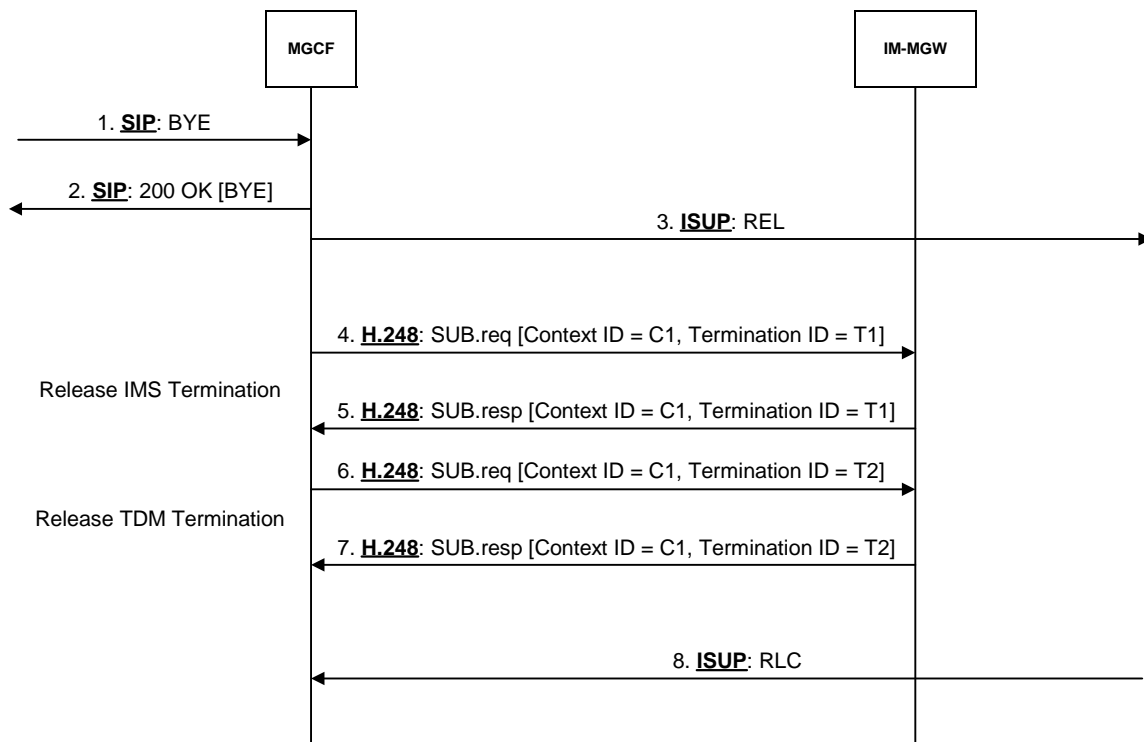 MGCF
IM-MGW
1. SIP: BYE
2. SIP: 200 OK [BYE]
3. ISUP: REL
4. H.248: SUB.req [Context ID = C1, Termination ID = T1]
Release IMS Termination
5. H.248: SUB.resp [Context ID = C1, Termination ID = T1]
6. H.248: SUB.req [Context ID = C1, Termination ID = T2]
Release TDM Termination
7. H.248: SUB.resp [Context ID = C1, Termination ID = T2]
8. ISUP: RLC